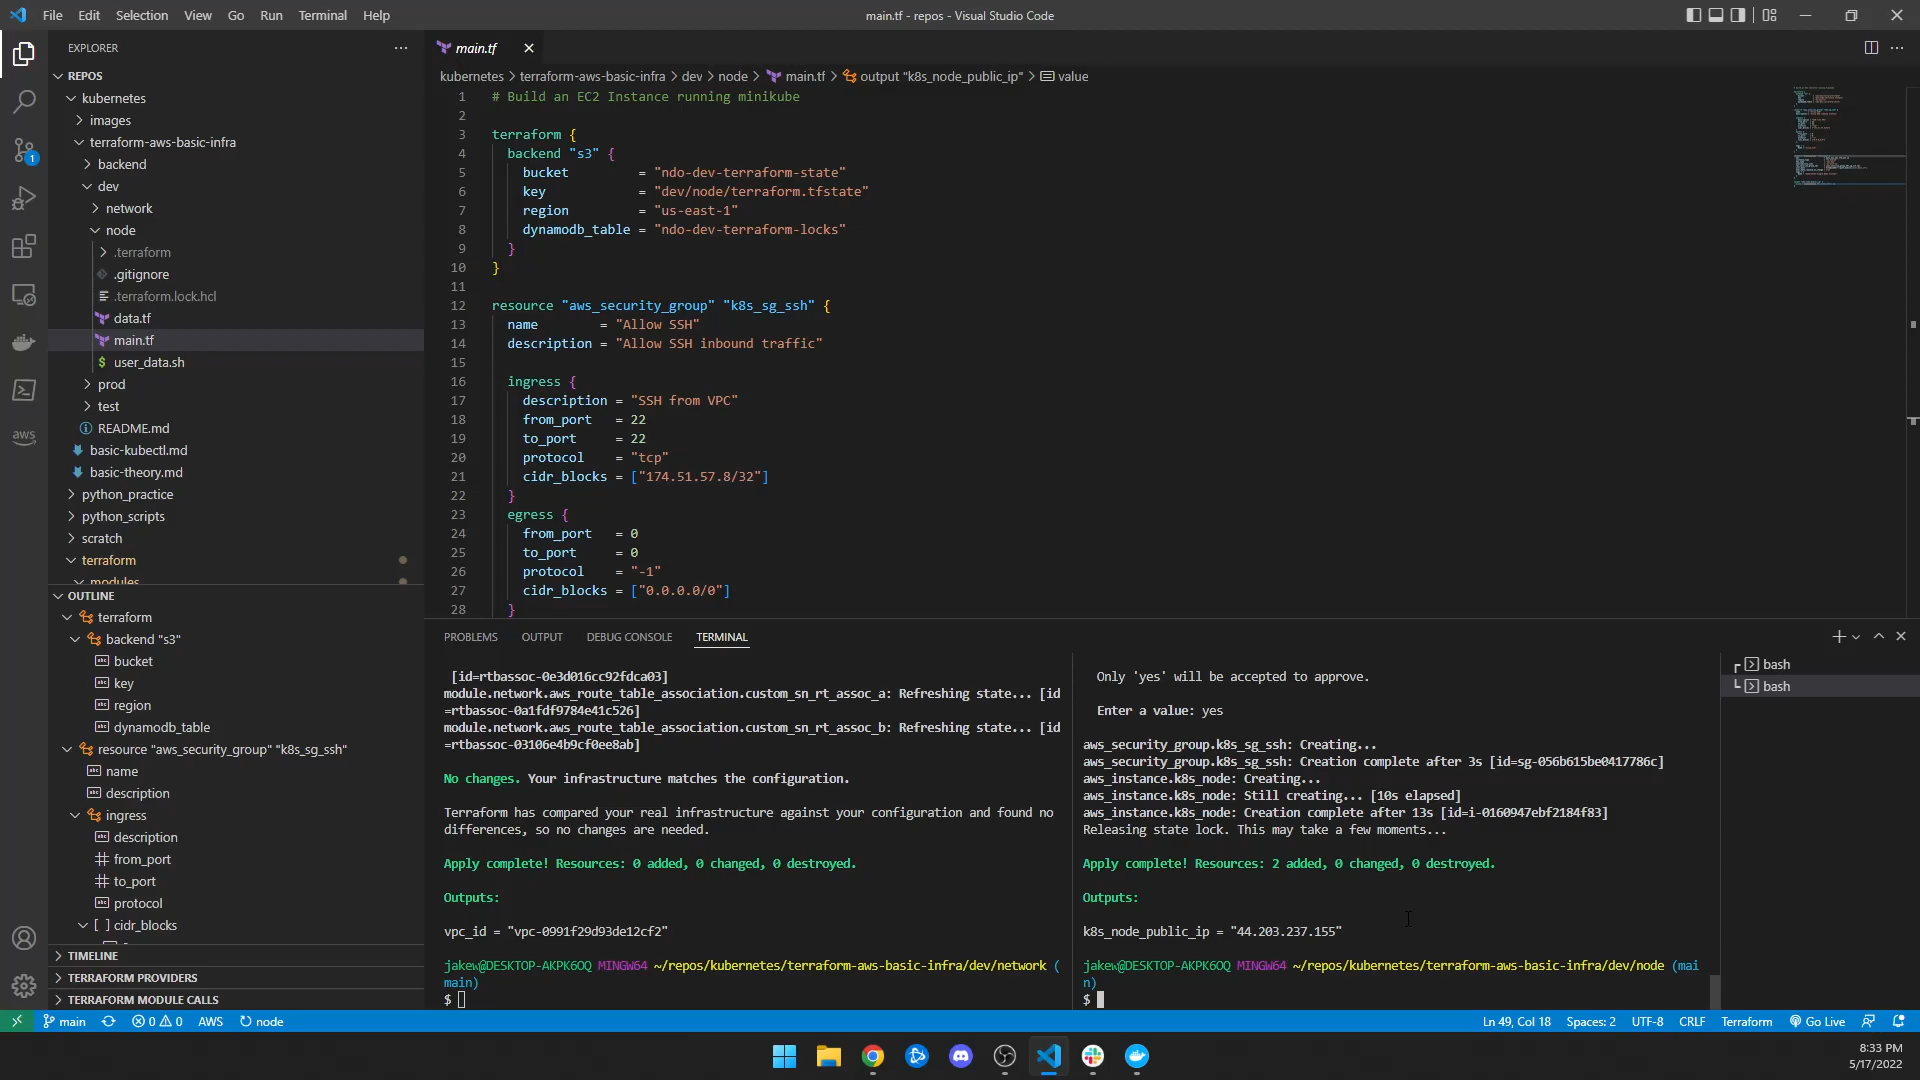 File Edit Selection View Go Run Terminal Help
main.tf - repos - Visual Studio Code
EXPLORER
REPOS
kubernetes
images
terraform-aws-basic-infra
backend
dev
network
node
.terraform
.gitignore
.terraform.lock.hcl
data.tf
main.tf
user_data.sh
prod
test
README.md
basic-kubectl.md
basic-theory.md
python_practice
python_scripts
scratch
terraform
modules
OUTLINE
terraform
backend "s3"
bucket
key
region
dynamodb_table
resource "aws_security_group" "k8s_sg_ssh"
name
description
ingress
description
from_port
to_port
protocol
[ ] cidr_blocks
TIMELINE
TERRAFORM PROVIDERS
TERRAFORM MODULE CALLS
1
aws
main.tf
kubernetes > terraform-aws-basic-infra > dev > node > main.tf > output "k8s_node_public_ip" > value
1 # Build an EC2 Instance running minikube
2
3 terraform {
4 backend "s3" {
5 bucket = "ndo-dev-terraform-state"
6 key = "dev/node/terraform.tfstate"
7 region = "us-east-1"
8 dynamodb_table = "ndo-dev-terraform-locks"
9 }
10 }
11
12 resource "aws_security_group" "k8s_sg_ssh" {
13 name = "Allow SSH"
14 description = "Allow SSH inbound traffic"
15
16 ingress {
17 description = "SSH from VPC"
18 from_port = 22
19 to_port = 22
20 protocol = "tcp"
21 cidr_blocks = ["174.51.57.8/32"]
22 }
23 egress {
24 from_port = 0
25 to_port = 0
26 protocol = "-1"
27 cidr_blocks = ["0.0.0.0/0"]
28 }
PROBLEMS OUTPUT DEBUG CONSOLE TERMINAL
[id=rtbassoc-0e3d016cc92fdca03]
module.network.aws_route_table_association.custom_sn_rt_assoc_a: Refreshing state... [id
=rtbassoc-0a1fdf9784e41c526]
module.network.aws_route_table_association.custom_sn_rt_assoc_b: Refreshing state... [id
=rtbassoc-03106e4b9cf0ee8ab]
No changes. Your infrastructure matches the configuration.
Terraform has compared your real infrastructure against your configuration and found no
differences, so no changes are needed.
Apply complete! Resources: 0 added, 0 changed, 0 destroyed.
Outputs:
vpc_id = "vpc-0991f29d93de12cf2"
jakew@DESKTOP-AKPK6OQ MINGW64 ~/repos/kubernetes/terraform-aws-basic-infra/dev/network (
main)
$
Only 'yes' will be accepted to approve.
Enter a value: yes
aws_security_group.k8s_sg_ssh: Creating...
aws_security_group.k8s_sg_ssh: Creation complete after 3s [id=sg-056b615be0417786c]
aws_instance.k8s_node: Creating...
aws_instance.k8s_node: Still creating... [10s elapsed]
aws_instance.k8s_node: Creation complete after 13s [id=i-0160947ebf2184f83]
Releasing state lock. This may take a few moments...
Apply complete! Resources: 2 added, 0 changed, 0 destroyed.
Outputs:
k8s_node_public_ip = "44.203.237.155"
jakew@DESKTOP-AKPK6OQ MINGW64 ~/repos/kubernetes/terraform-aws-basic-infra/dev/node (mai
n)
$
bash
bash
main 0 0 AWS node
Ln 49, Col 18 Spaces: 2 UTF-8 CRLF Terraform Go Live
8:33 PM
5/17/2022